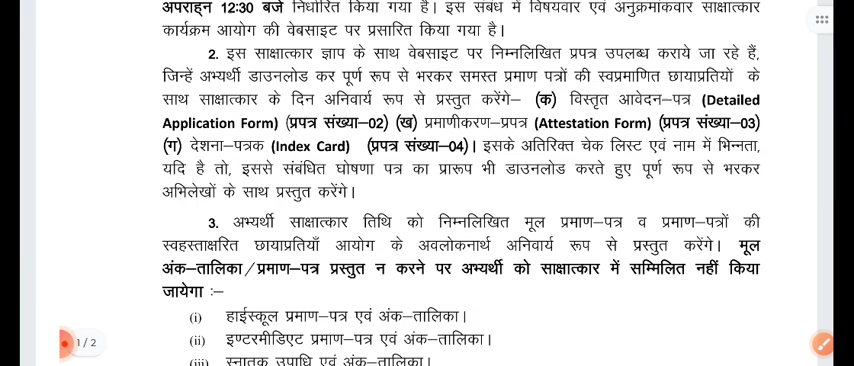 अपराह्न 12:30 बजे निर्धारित किया गया है। इस संबंध में विषयवार एवं अनुक्रमांकवार साक्षात्कार
कार्यक्रम आयोग की वेबसाइट पर प्रसारित किया गया है।
2. इस साक्षात्कार ज्ञाप के साथ वेबसाइट पर निम्नलिखित प्रपत्र उपलब्ध कराये जा रहे हैं,
जिन्हें अभ्यर्थी डाउनलोड कर पूर्ण रूप से भरकर समस्त प्रमाण पत्रों की स्वप्रमाणित छायाप्रतियों के
साथ साक्षात्कार के दिन अनिवार्य रूप से प्रस्तुत करेंगे– (क) विस्तृत आवेदन–पत्र (Detailed
Application Form) (प्रपत्र संख्या–02) (ख) प्रमाणीकरण–प्रपत्र (Attestation Form) (प्रपत्र संख्या–03)
(ग) देशना–पत्रक (Index Card) (प्रपत्र संख्या–04)। इसके अतिरिक्त चेक लिस्ट एवं नाम में भिन्नता,
यदि है तो, इससे संबंधित घोषणा पत्र का प्रारूप भी डाउनलोड करते हुए पूर्ण रूप से भरकर
अभिलेखों के साथ प्रस्तुत करेंगे।
3. अभ्यर्थी साक्षात्कार तिथि को निम्नलिखित मूल प्रमाण–पत्र व प्रमाण–पत्रों की
स्वहस्ताक्षरित छायाप्रतियाँ आयोग के अवलोकनार्थ अनिवार्य रूप से प्रस्तुत करेंगे। मूल
अंक–तालिका/प्रमाण–पत्र प्रस्तुत न करने पर अभ्यर्थी को साक्षात्कार में सम्मिलित नहीं किया
जायेगा :–
(i) हाईस्कूल प्रमाण–पत्र एवं अंक–तालिका।
1 / 2
(ii) इण्टरमीडिएट प्रमाण–पत्र एवं अंक–तालिका।
(iii) स्नातक उपाधि एवं अंक–तालिका।